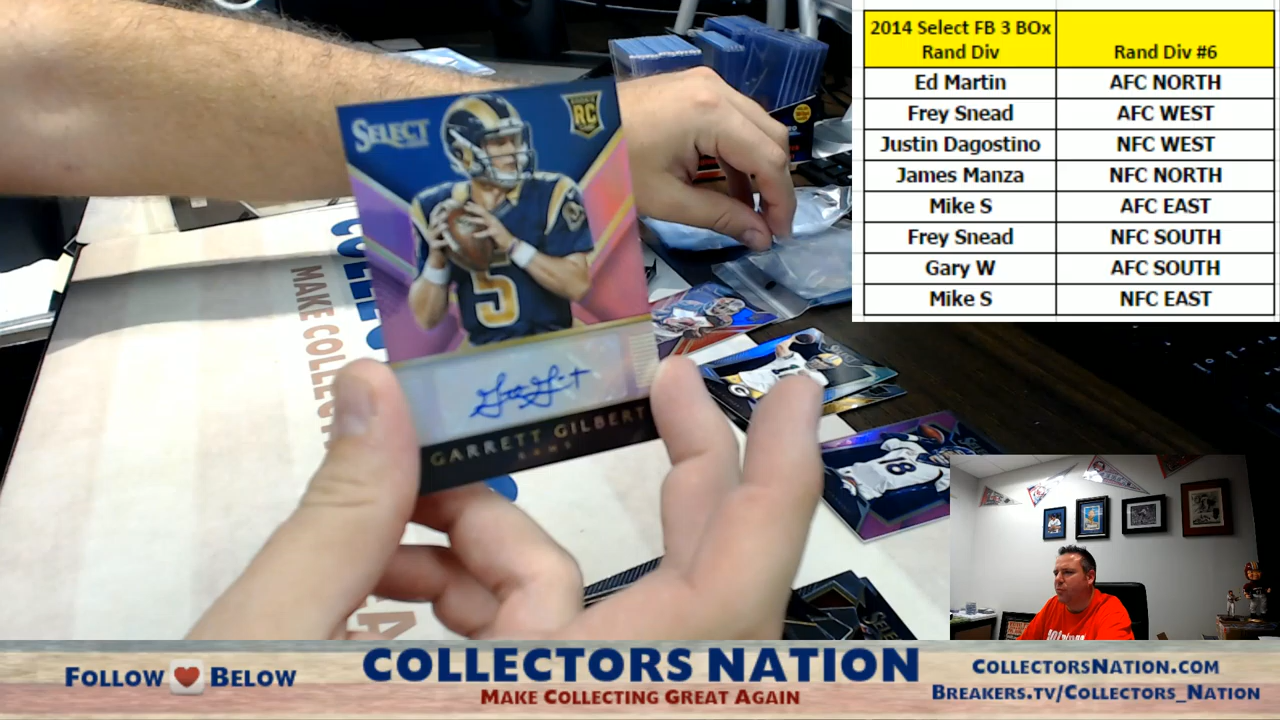 2014 Select FB 3 BOx
Rand Div
Rand Div #6
Ed Martin AFC NORTH
Frey Snead AFC WEST
Justin Dagostino NFC WEST
James Manza NFC NORTH
Mike S AFC EAST
Frey Snead NFC SOUTH
Gary W AFC SOUTH
Mike S NFC EAST
SELECT
RC
5
GARRETT GILBERT
RAMS
MAKE COLLECT
18
FOLLOW BELOW
COLLECTORS NATION
MAKE COLLECTING GREAT AGAIN
COLLECTORSNATION.COM
BREAKERS.TV/COLLECTORS_NATION